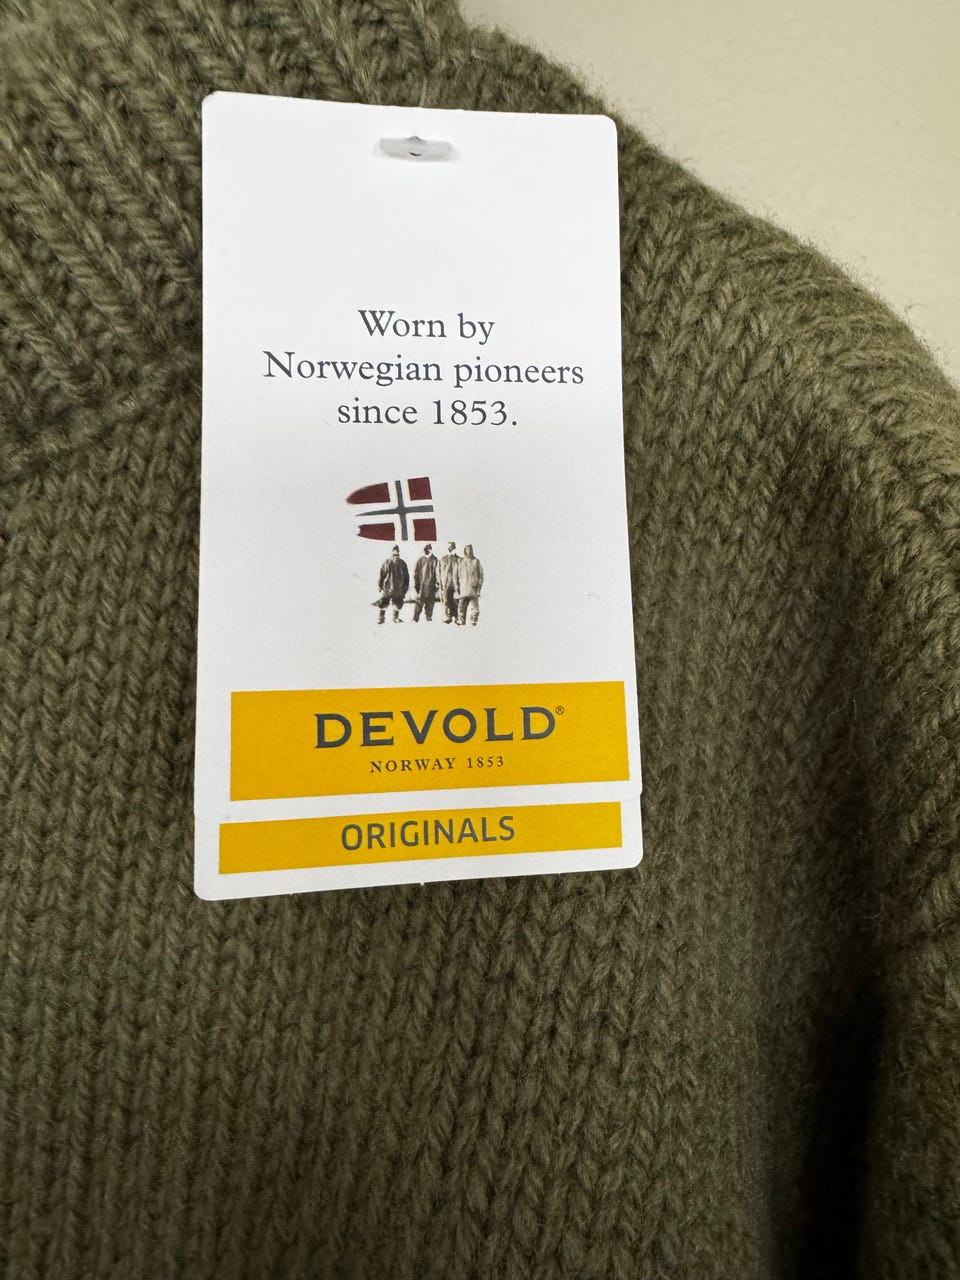 Worn by
Norwegian pioneers
since 1853.
DEVOLD®
NORWAY 1853
ORIGINALS